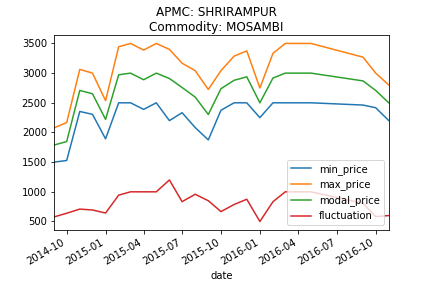 APMC: SHRIRAMPUR
Commodity: MOSAMBI
3500
3000
2500
2000
1500
1000
500
min_price
max_price
modal_price
fluctuation
2014-10
2015-01
2015-04
2015-07
2015-10
2016-01
2016-04
2016-07
2016-10
date